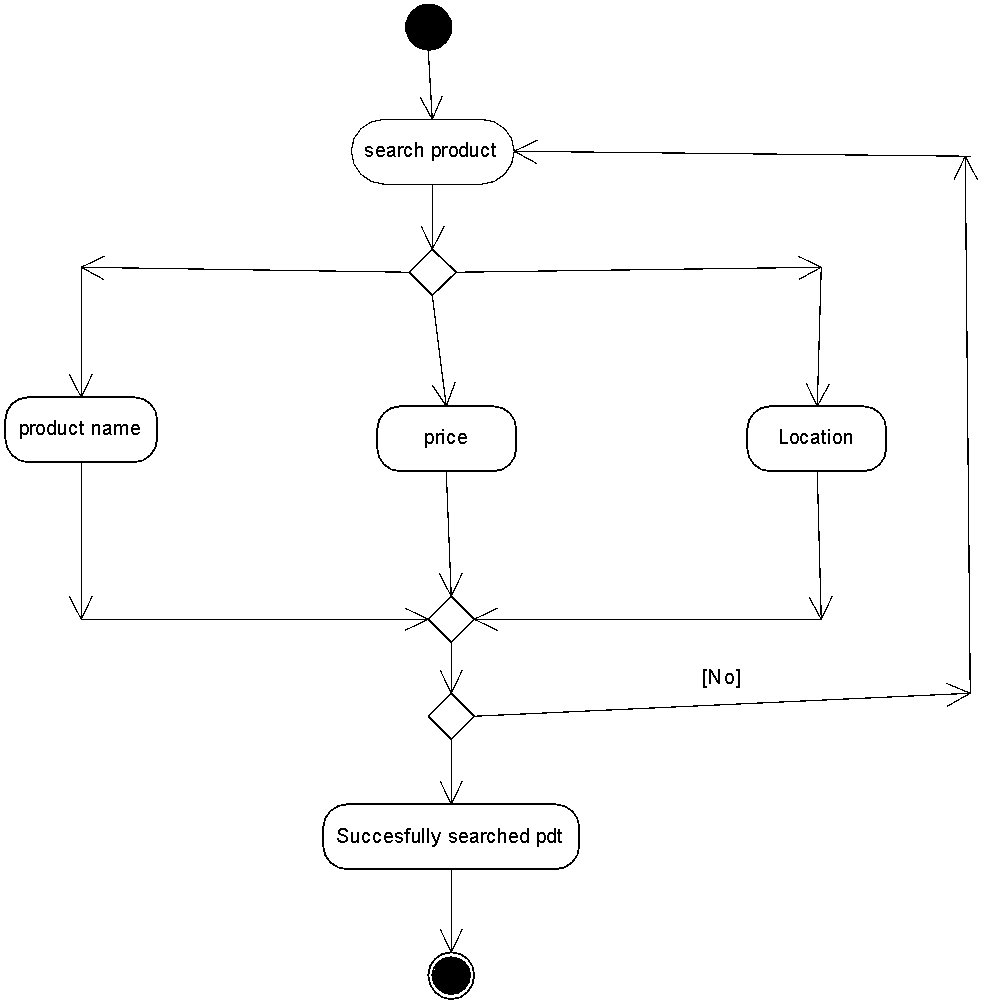 search product
product name
price
Location
[No]
Succesfully searched pdt